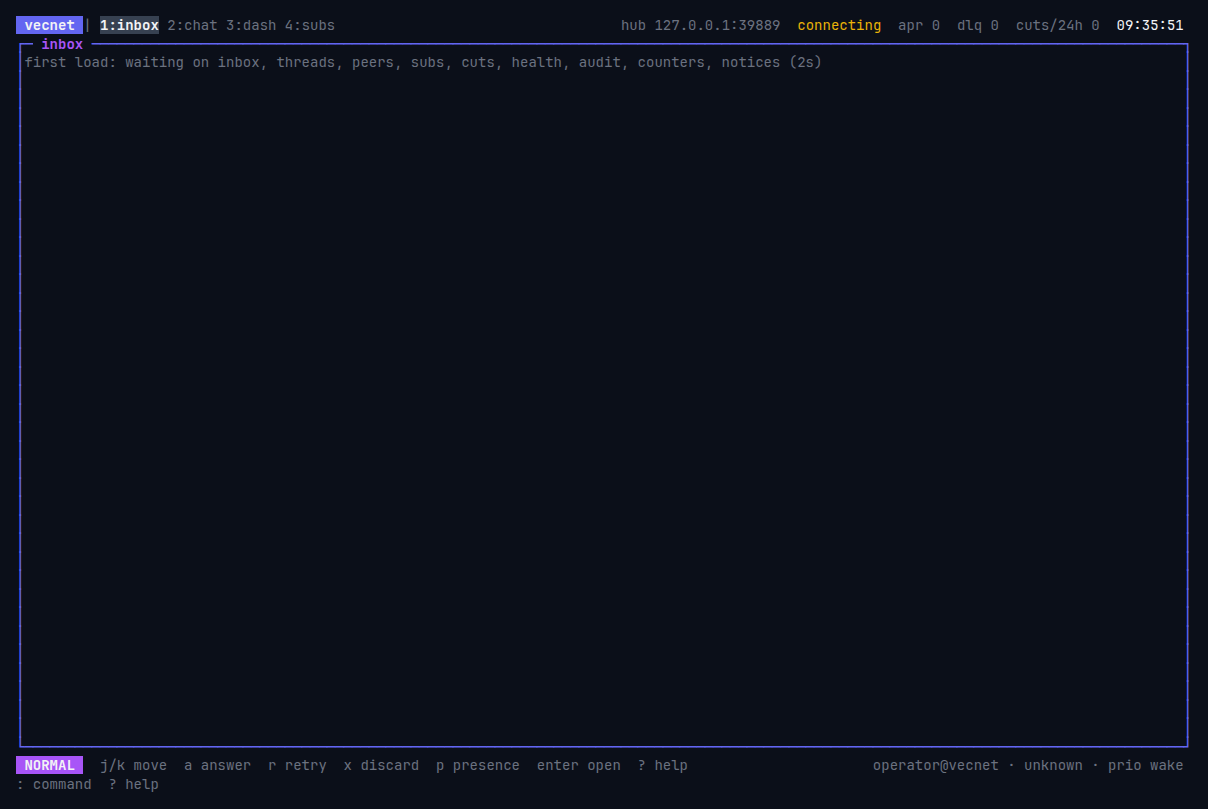 vecnet | 1:inbox 2:chat 3:dash 4:subs hub 127.0.0.1:39889 connecting apr 0 dlq 0 cuts/24h 0 09:35:51
inbox
first load: waiting on inbox, threads, peers, subs, cuts, health, audit, counters, notices (2s)
NORMAL j/k move a answer r retry x discard p presence enter open ? help operator@vecnet · unknown · prio wake
: command ? help